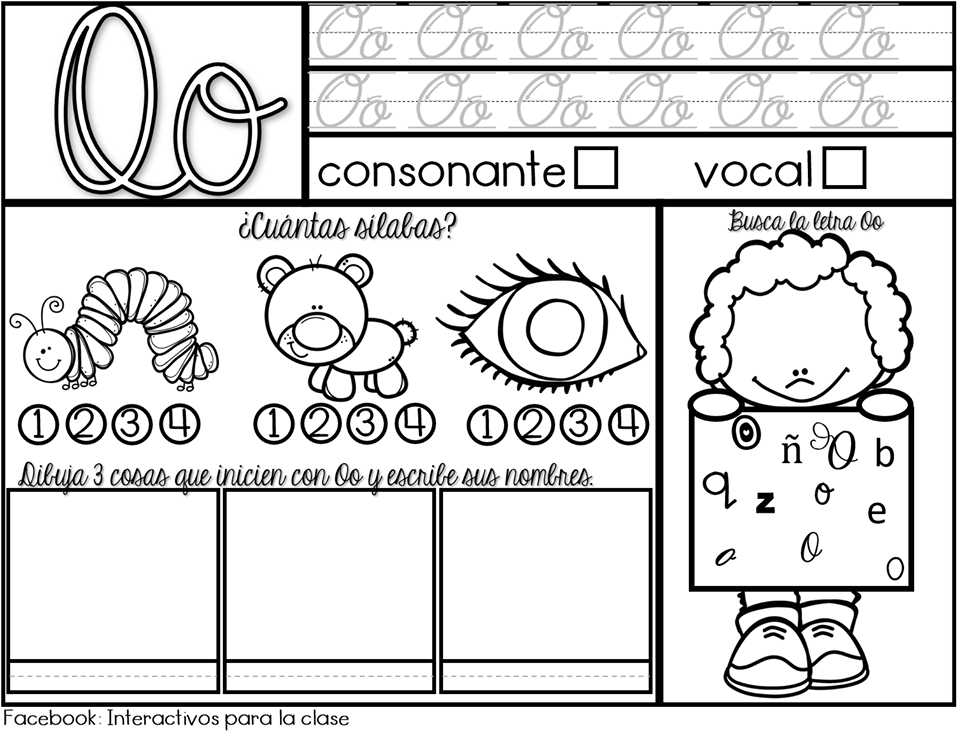 Oo
Oo Oo Oo Oo Oo Oo
Oo Oo Oo Oo Oo Oo
consonante vocal
¿Cuántas sílabas?
1 2 3 4 1 2 3 4 1 2 3 4
Dibuja 3 cosas que inicien con Oo y escribe sus nombres.
Busca la letra Oo
o ñ O b
q z o e
o O O
Facebook: Interactivos para la clase